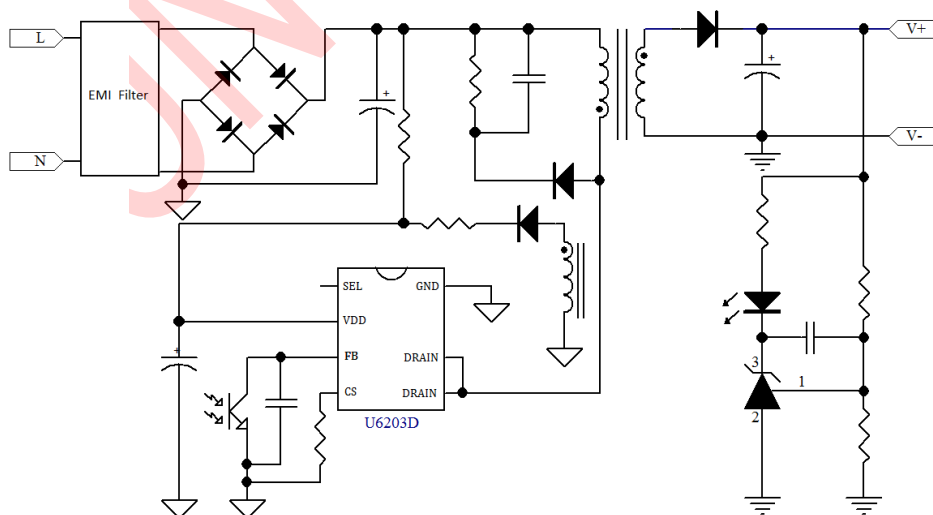 L
EMI Filter
N
V+
V-
SEL
GND
VDD
FB
DRAIN
CS
DRAIN
U6203D
3
1
2